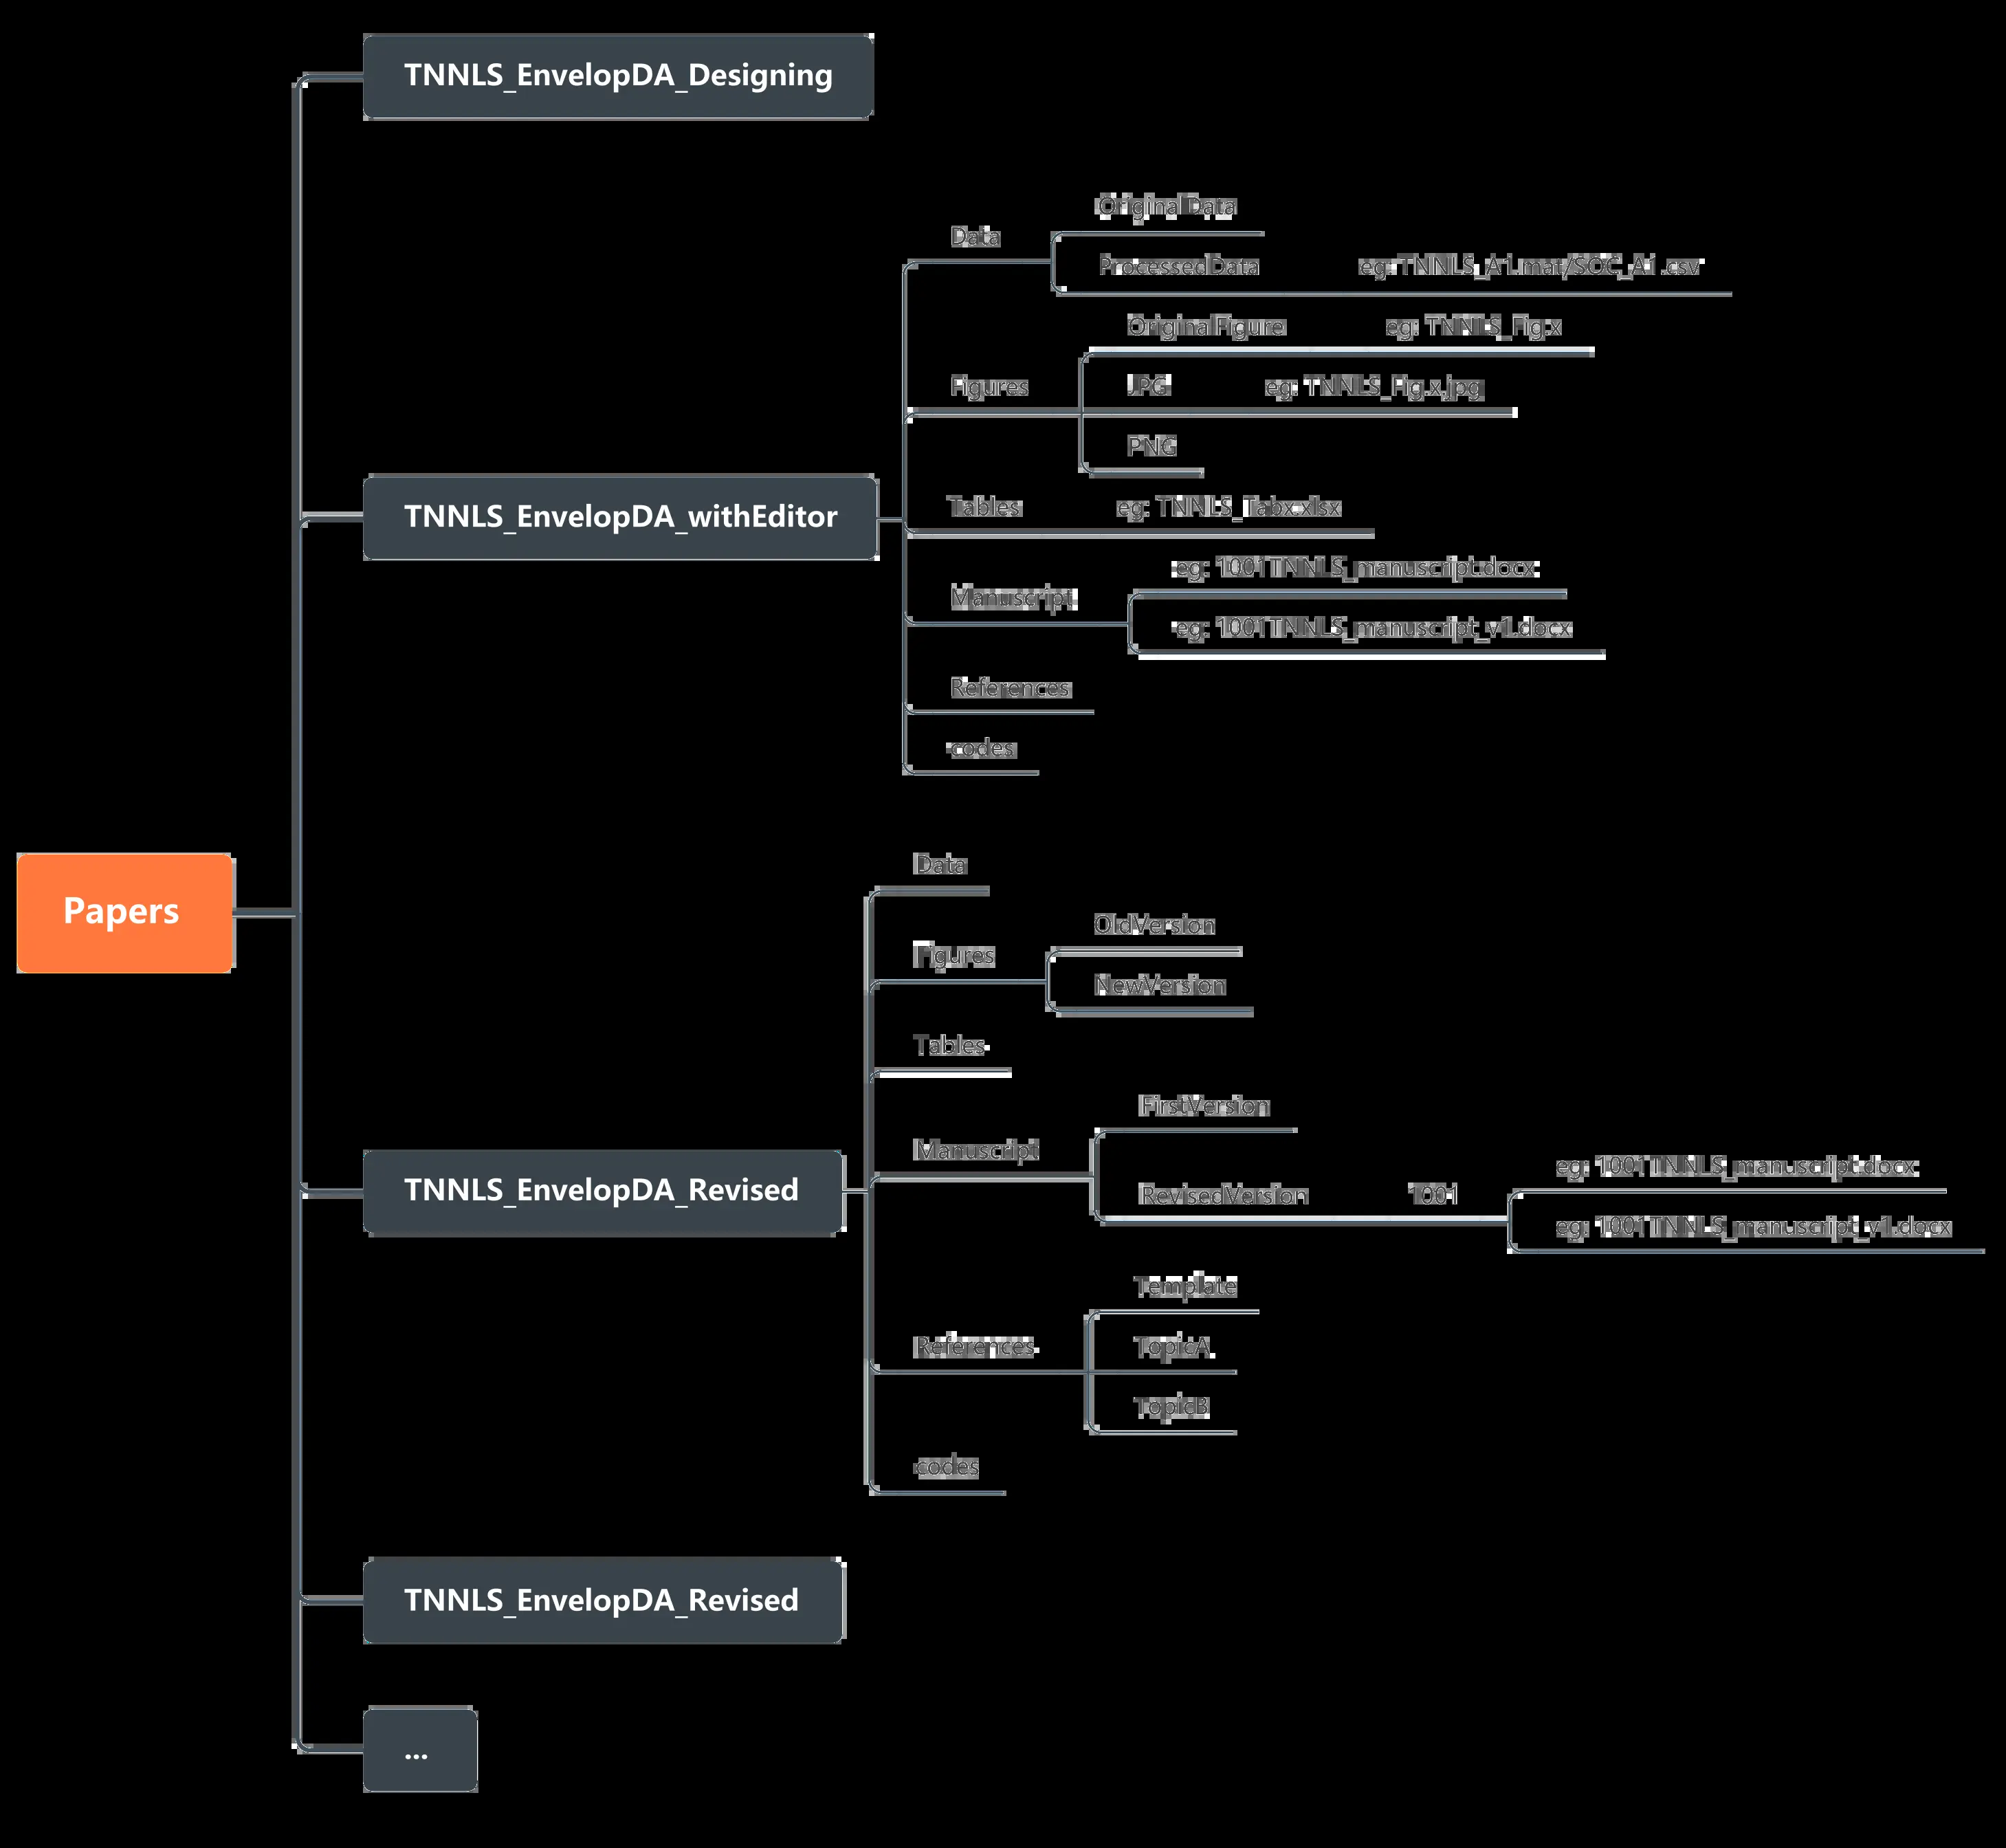 TNNLS_EnvelopDA_Designing
OriginalData
Data
ProcessedData eg: TNNLS_A1.mat/SOC_A1.csv
OriginalFigure eg: TNNLS_Fig.x
Figures JPG eg: TNNLS_Fig.x.jpg
PNG
Tables eg: TNNLS_Tabx.xlsx
TNNLS_EnvelopDA_withEditor
eg: 1001TNNLS_manuscript.docx
Manuscript
eg: 1001TNNLS_manuscript_v1.docx
References
codes
Papers
Data
OldVersion
Figures
NewVersion
Tables
FirstVersion
Manuscript
RevisedVersion 1001
eg: 1001TNNLS_manuscript.docx
eg: 1001TNNLS_manuscript_v1.docx
TNNLS_EnvelopDA_Revised
Template
References TopicA
TopicB
codes
TNNLS_EnvelopDA_Revised
...